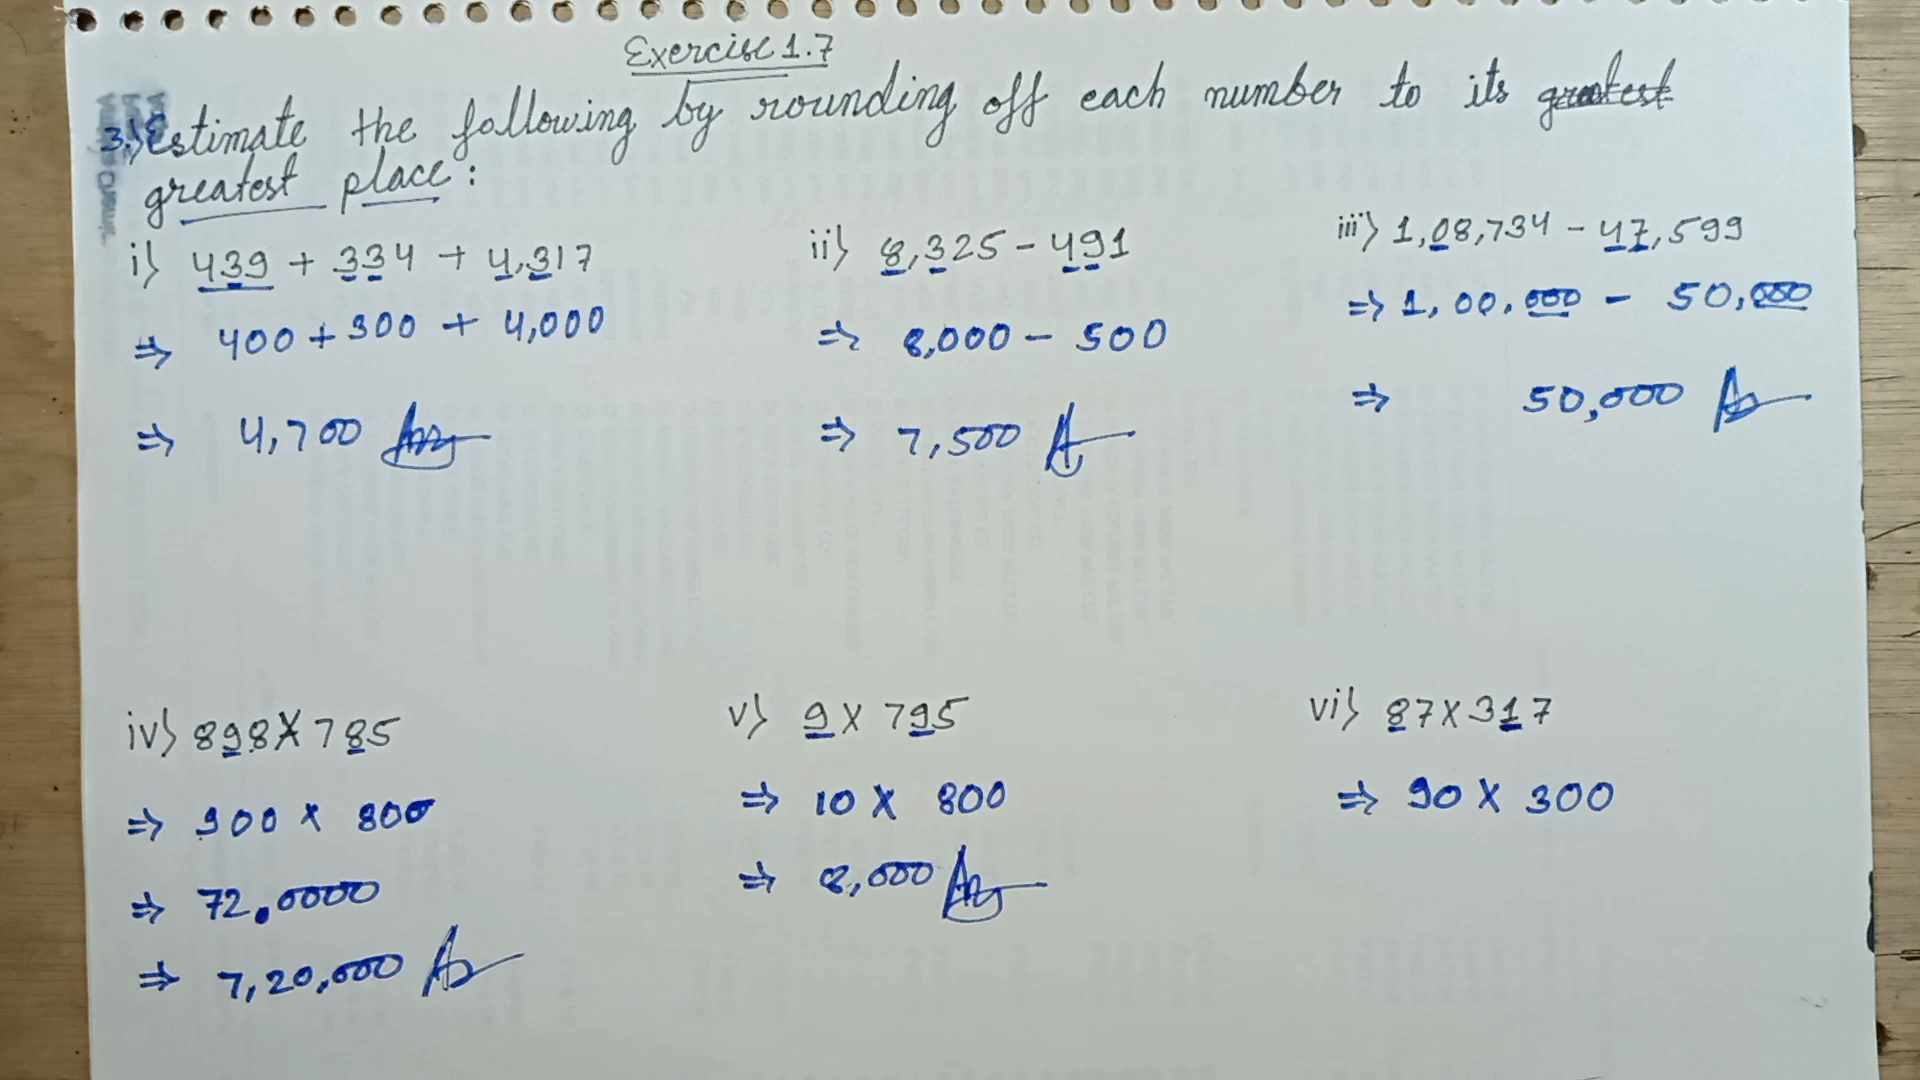 Exercise 1.7
3.) Estimate the following by rounding off each number to its greatest
greatest place:
i) 439 + 334 + 4,317
⇒ 400 + 300 + 4,000
⇒ 4,700 Ans
ii) 8,325 - 491
⇒ 8,000 - 500
⇒ 7,500
iii) 1,08,734 - 47,599
⇒ 1,00,000 - 50,000
⇒ 50,000
iv) 898 X 785
⇒ 900 X 800
⇒ 72,0000
⇒ 7,20,000
v) 9 X 795
⇒ 10 X 800
⇒ 8,000 Ans
vi) 87 X 317
⇒ 90 X 300